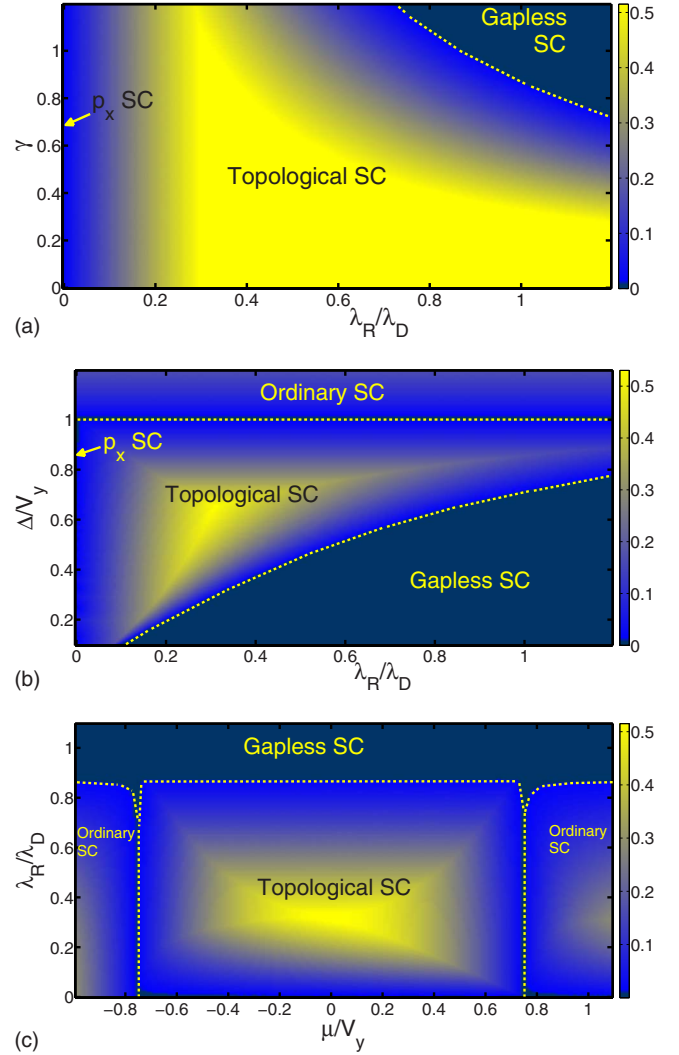 Gapless
SC
p_x SC
Topological SC
γ
1
0.8
0.6
0.4
0.2
0
0 0.2 0.4 0.6 0.8 1
λ_R/λ_D
0.5
0.4
0.3
0.2
0.1
0
(a)
Ordinary SC
p_x SC
Topological SC
Gapless SC
Δ/V_y
1
0.8
0.6
0.4
0.2
0 0.2 0.4 0.6 0.8 1
λ_R/λ_D
0.5
0.4
0.3
0.2
0.1
0
(b)
Gapless SC
Ordinary
SC
Topological SC
Ordinary
SC
λ_R/λ_D
1
0.8
0.6
0.4
0.2
0
−0.8 −0.6 −0.4 −0.2 0 0.2 0.4 0.6 0.8 1
μ/V_y
0.5
0.4
0.3
0.2
0.1
(c)